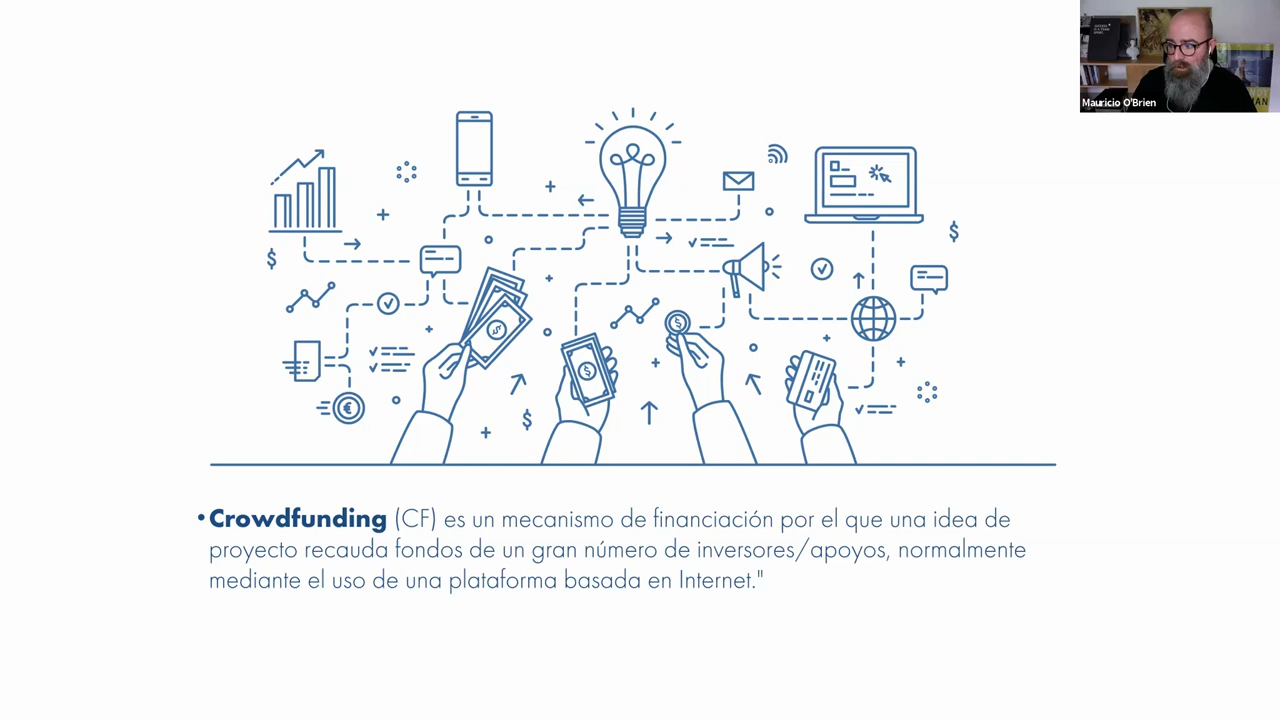 Mauricio O'Brien
•Crowdfunding (CF) es un mecanismo de financiación por el que una idea de
proyecto recauda fondos de un gran número de inversores/apoyos, normalmente
mediante el uso de una plataforma basada en Internet."